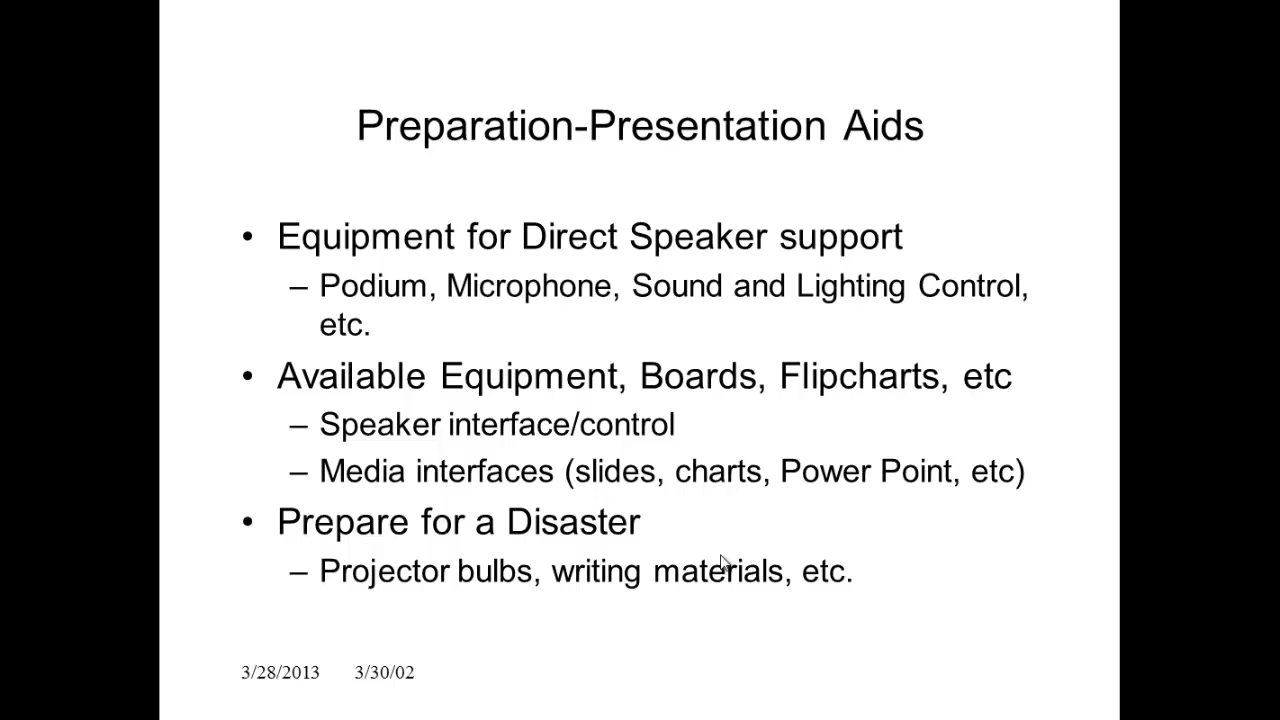 Preparation-Presentation Aids
• Equipment for Direct Speaker support
– Podium, Microphone, Sound and Lighting Control,
etc.
• Available Equipment, Boards, Flipcharts, etc
– Speaker interface/control
– Media interfaces (slides, charts, Power Point, etc)
• Prepare for a Disaster
– Projector bulbs, writing materials, etc.
3/28/2013 3/30/02